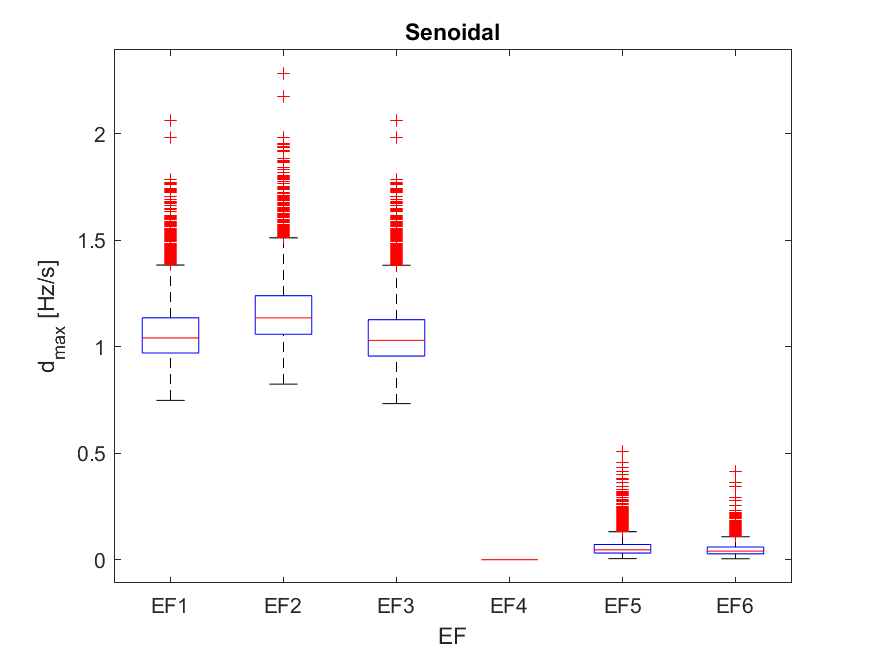 Senoidal
d_max [Hz/s]
2
1.5
1
0.5
0
EF1 EF2 EF3 EF4 EF5 EF6
EF